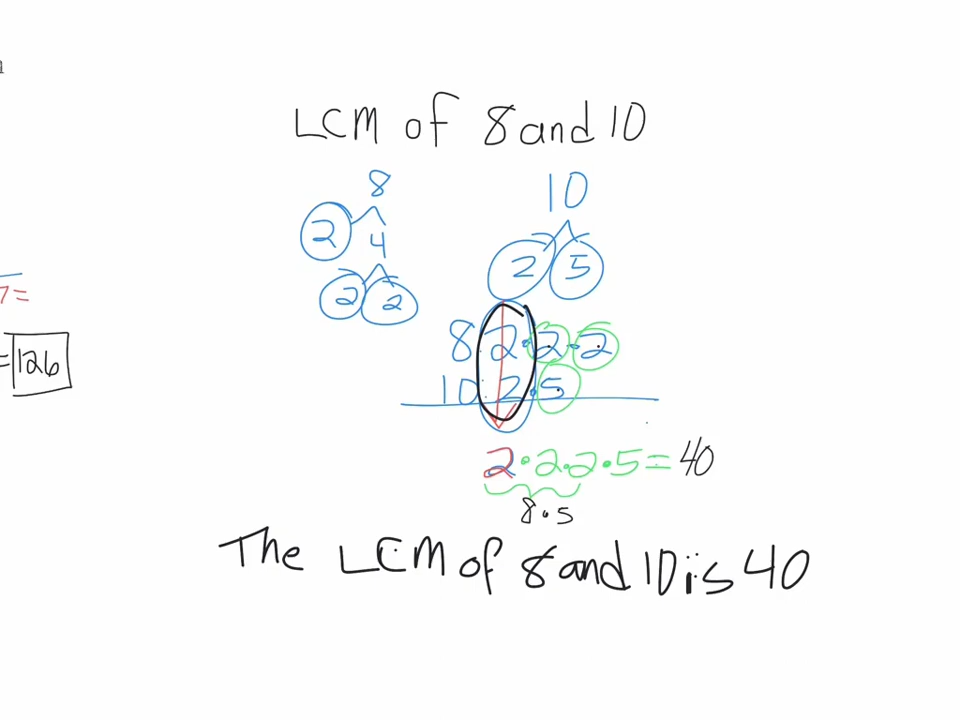 LCM of 8 and 10
8 10
2 4 2 5
2 2
8 2·2·2
10 2·5
7=
=126
2·2·2·5=40
8·5
The LCM of 8 and 10 is 40